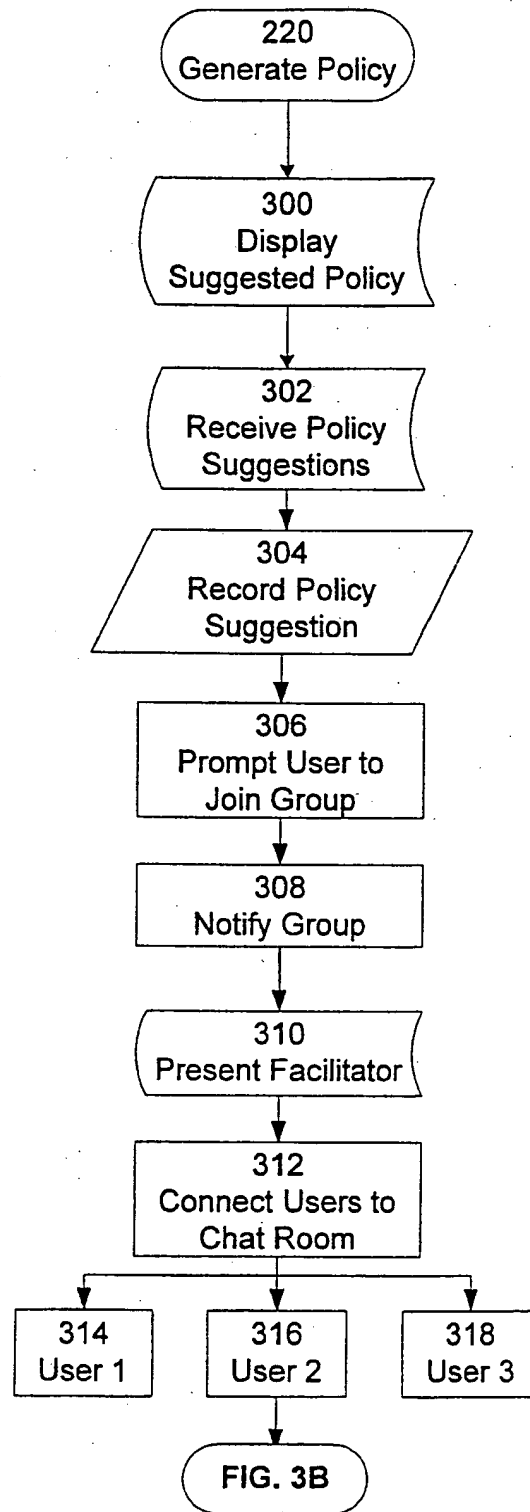 220
Generate Policy
300
Display
Suggested Policy
302
Receive Policy
Suggestions
304
Record Policy
Suggestion
306
Prompt User to
Join Group
308
Notify Group
310
Present Facilitator
312
Connect Users to
Chat Room
314
User 1
316
User 2
318
User 3
FIG. 3B